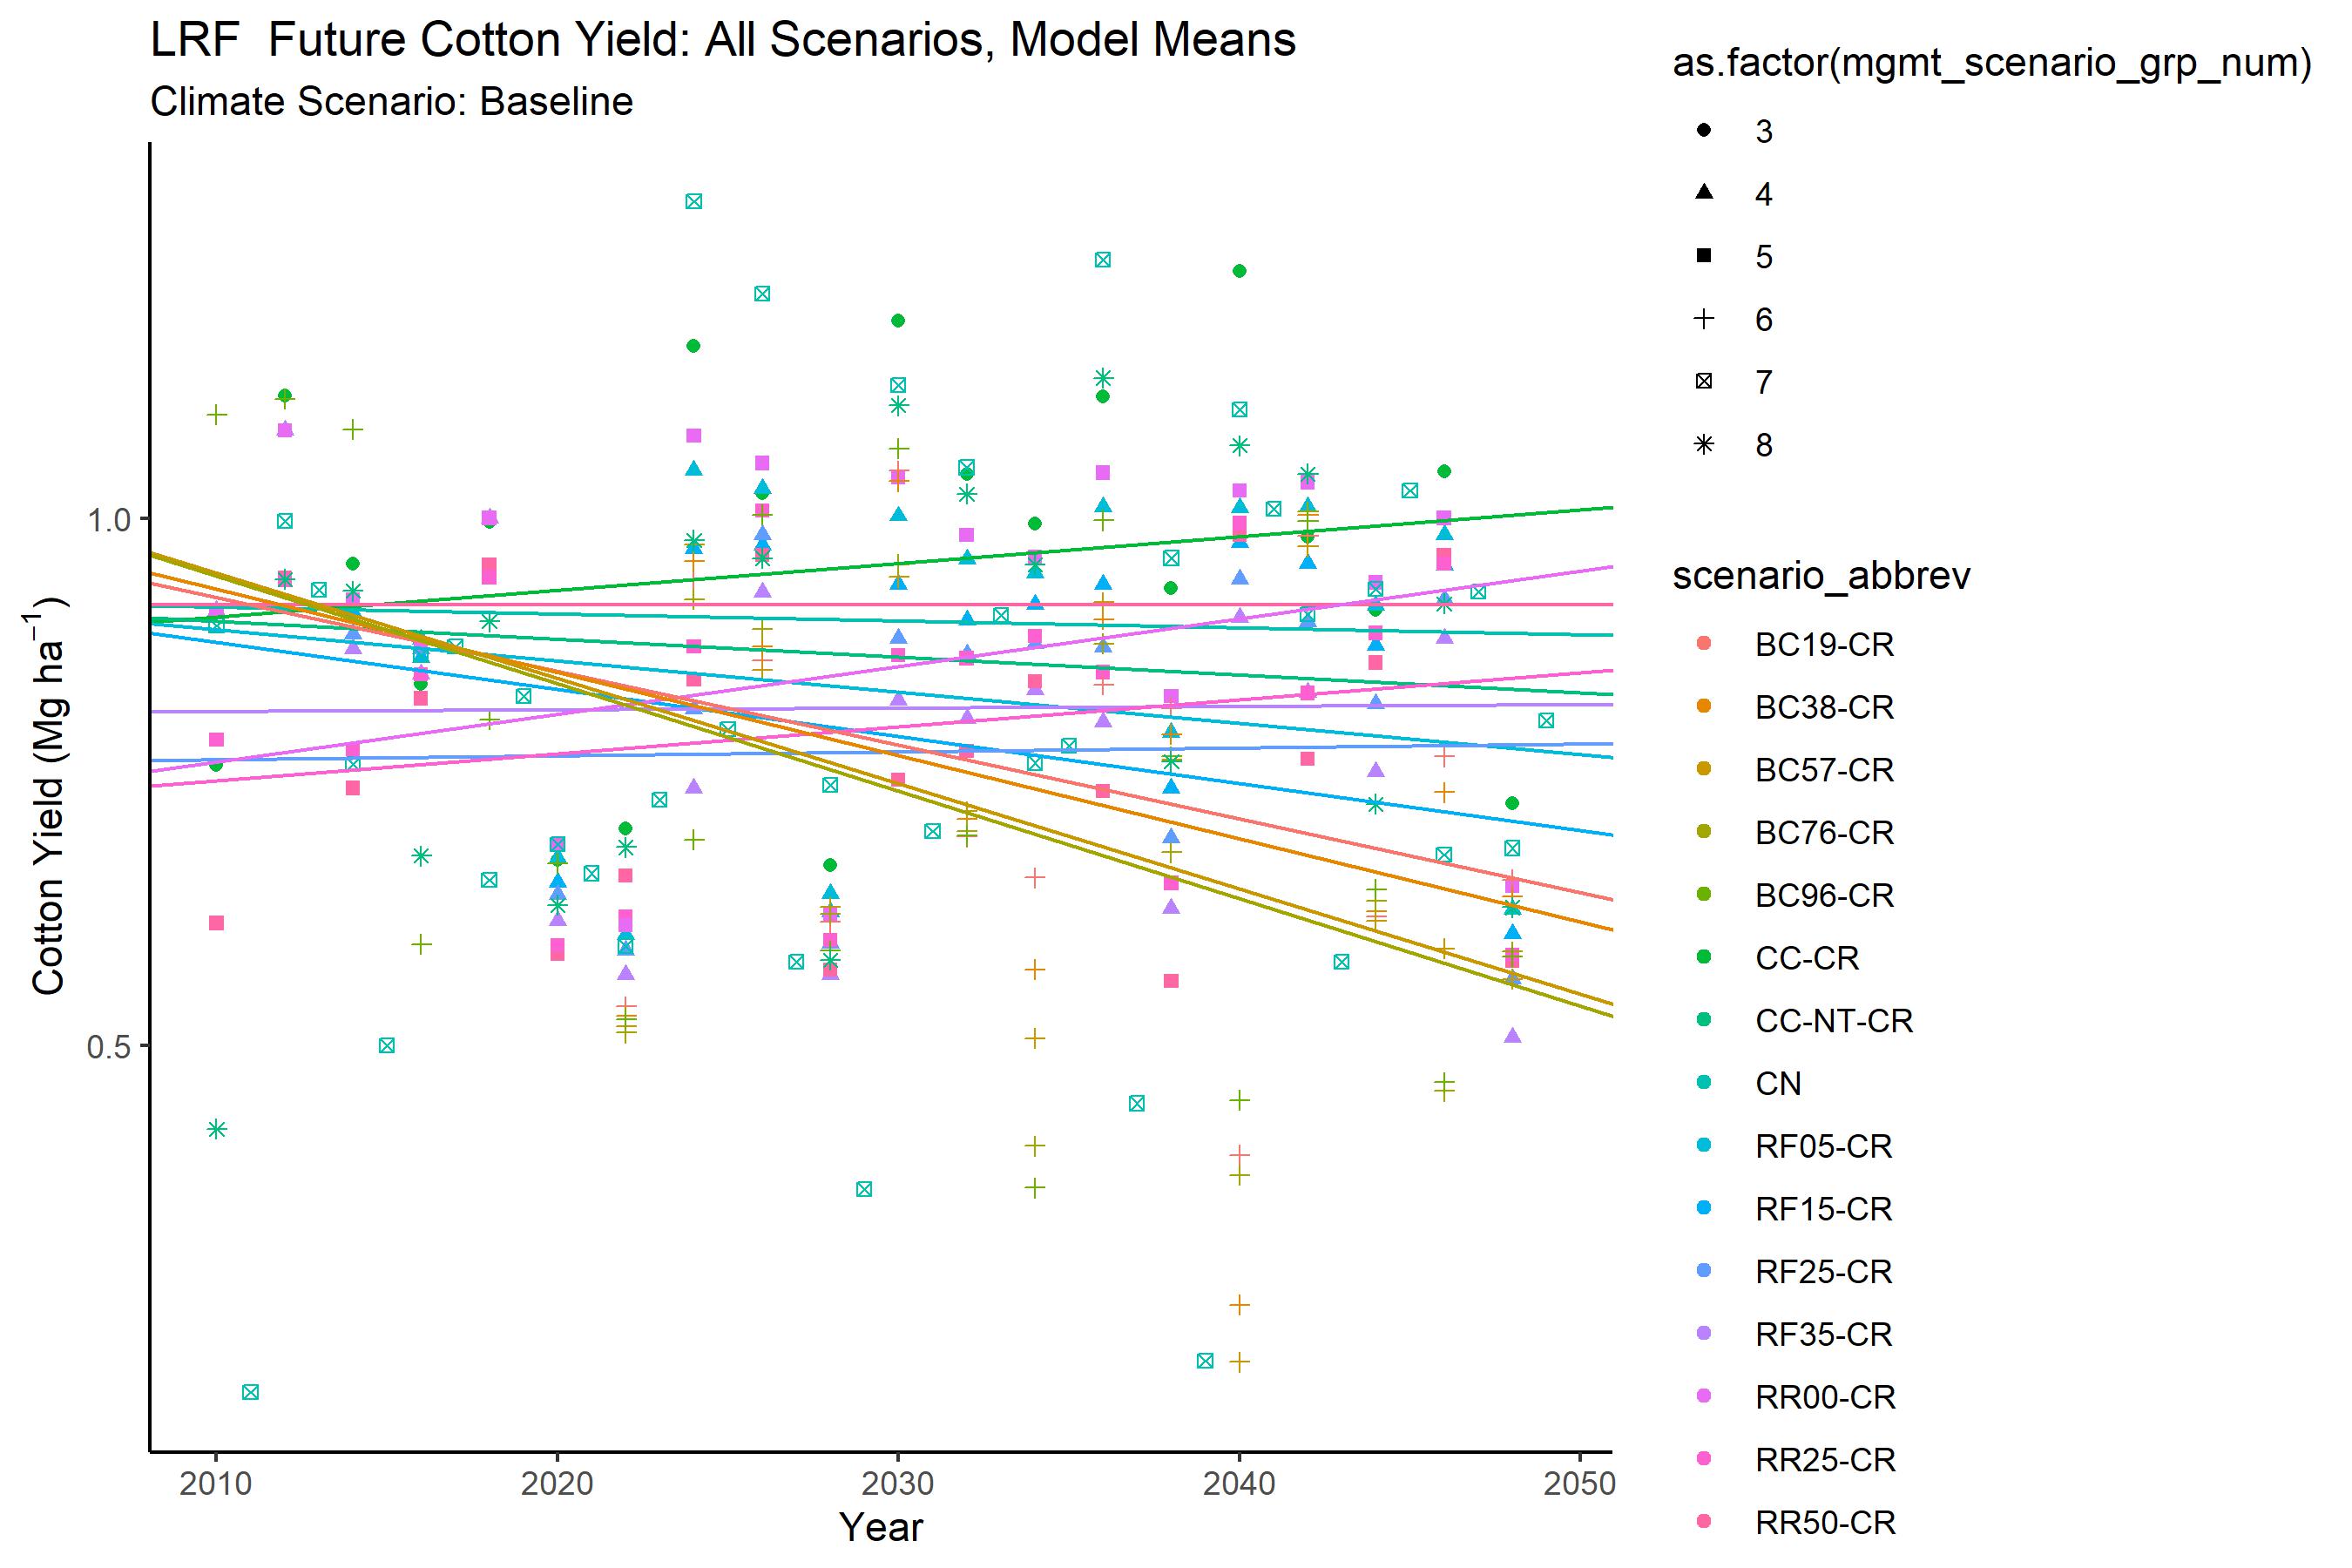 LRF  Future Cotton Yield: All Scenarios, Model Means
Climate Scenario: Baseline
Cotton Yield (Mg ha⁻¹)
1.0
0.5
2010
2020
2030
2040
2050
Year
as.factor(mgmt_scenario_grp_num)
3
4
5
6
7
8
scenario_abbrev
BC19-CR
BC38-CR
BC57-CR
BC76-CR
BC96-CR
CC-CR
CC-NT-CR
CN
RF05-CR
RF15-CR
RF25-CR
RF35-CR
RR00-CR
RR25-CR
RR50-CR